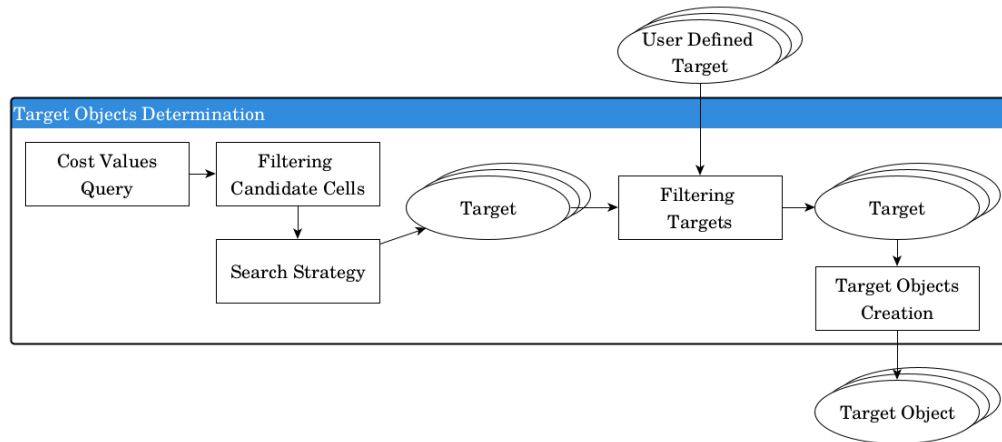 User Defined
Target
Target Objects Determination
Cost Values
Query
Filtering
Candidate Cells
Search Strategy
Target
Filtering
Targets
Target
Target Objects
Creation
Target Object